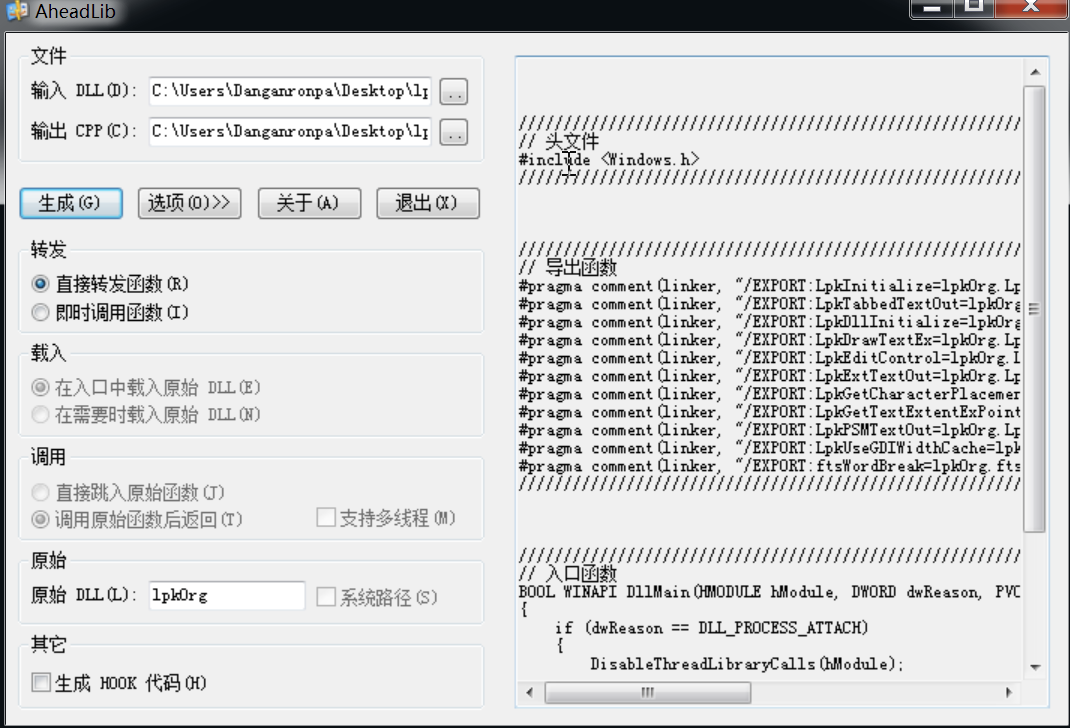 AheadLib
文件
输入 DLL(D): C:\Users\Danganronpa\Desktop\lp
..
输出 CPP(C): C:\Users\Danganronpa\Desktop\lp
..
生成(G) 选项(O)>> 关于(A) 退出(X)
转发
直接转发函数(R)
即时调用函数(I)
载入
在入口中载入原始 DLL(E)
在需要时载入原始 DLL(N)
调用
直接跳入原始函数(J)
调用原始函数后返回(T) 支持多线程(M)
原始
原始 DLL(L): lpkOrg 系统路径(S)
其它
生成 HOOK 代码(H)
////////////////////////////////////////////////////////
// 头文件
#include <Windows.h>
////////////////////////////////////////////////////////
////////////////////////////////////////////////////////
// 导出函数
#pragma comment(linker, "/EXPORT:LpkInitialize=lpkOrg.Lp
#pragma comment(linker, "/EXPORT:LpkTabbedTextOut=lpkOrg
#pragma comment(linker, "/EXPORT:LpkDllInitialize=lpkOrg
#pragma comment(linker, "/EXPORT:LpkDrawTextEx=lpkOrg.Lp
#pragma comment(linker, "/EXPORT:LpkEditControl=lpkOrg.L
#pragma comment(linker, "/EXPORT:LpkExtTextOut=lpkOrg.Lp
#pragma comment(linker, "/EXPORT:LpkGetCharacterPlacemen
#pragma comment(linker, "/EXPORT:LpkGetTextExtentExPoint
#pragma comment(linker, "/EXPORT:LpkPSMTextOut=lpkOrg.Lp
#pragma comment(linker, "/EXPORT:LpkUseGDIWidthCache=lpk
#pragma comment(linker, "/EXPORT:ftsWordBreak=lpkOrg.fts
////////////////////////////////////////////////////////
////////////////////////////////////////////////////////
// 入口函数
BOOL WINAPI DllMain(HMODULE hModule, DWORD dwReason, PVO
{
if (dwReason == DLL_PROCESS_ATTACH)
{
DisableThreadLibraryCalls(hModule);